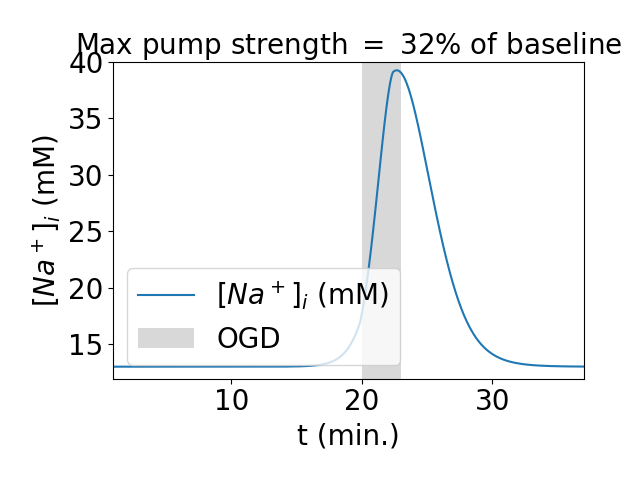 Max pump strength = 32% of baseline
40
35
30
25
20
15
[Na⁺]ᵢ (mM)
[Na⁺]ᵢ (mM)
OGD
10
20
30
t (min.)